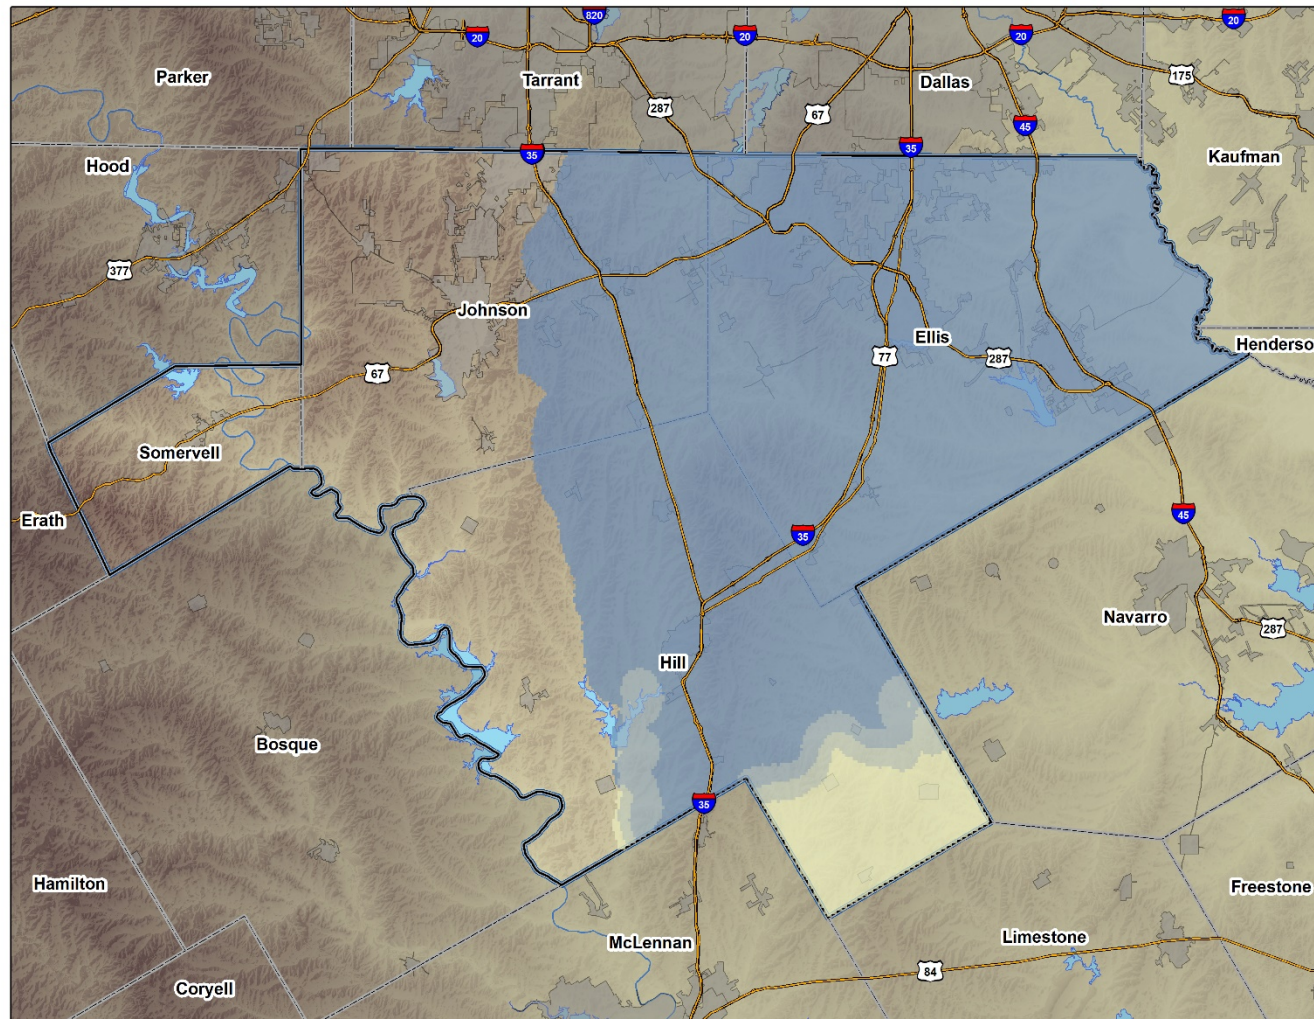 820
20
20
20
20
Parker
Tarrant
Dallas
175
287
67
45
35
35
Kaufman
Hood
377
Johnson
Ellis
Henderso
77
287
67
Somervell
Erath
45
35
Navarro
287
Hill
Bosque
35
Hamilton
Freestone
McLennan
Limestone
84
Coryell